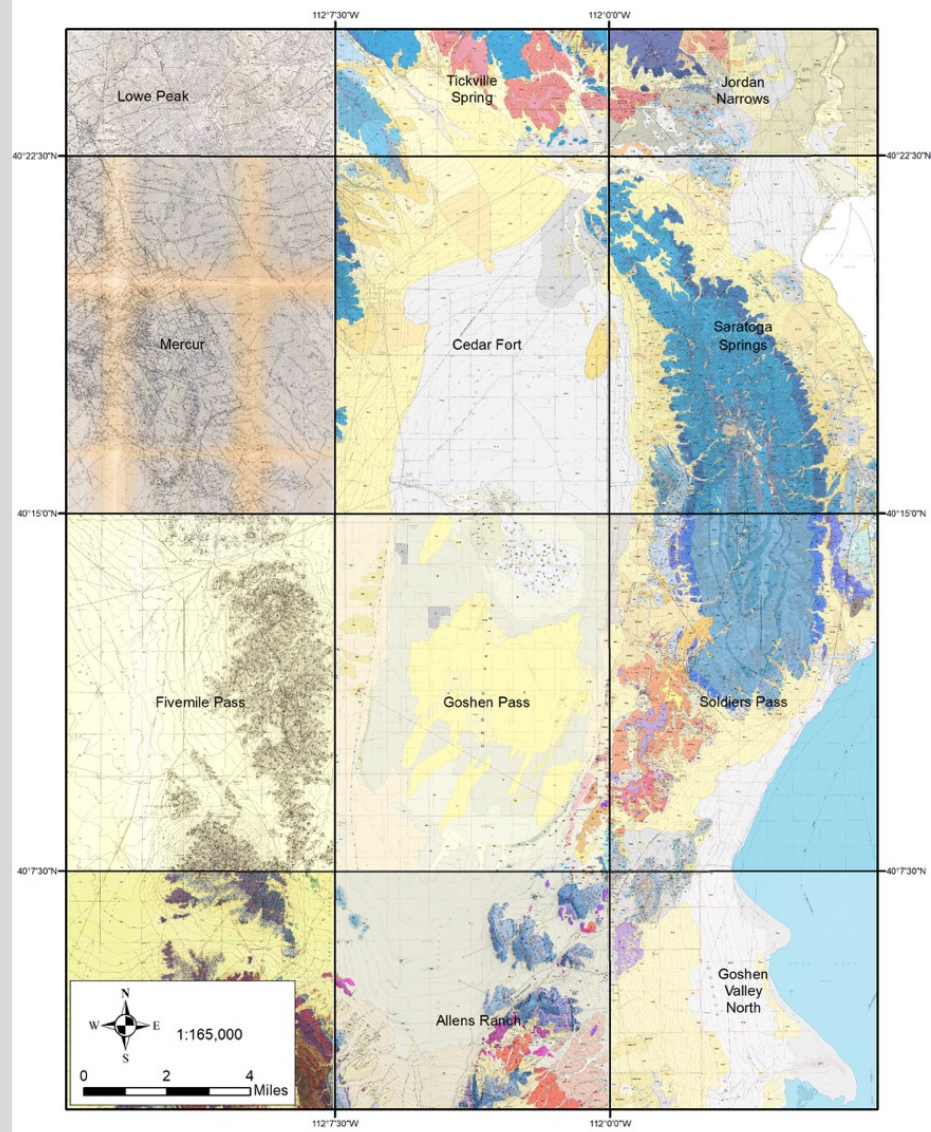 112°7'30"W
112°0'0"W
Lowe Peak
Tickville
Spring
Jordan
Narrows
40°22'30"N
40°22'30"N
Mercur
Cedar Fort
Saratoga
Springs
40°15'0"N
40°15'0"N
Fivemile Pass
Goshen Pass
Soldiers Pass
40°7'30"N
40°7'30"N
Allens Ranch
Goshen
Valley
North
N
W
E
S
1:165,000
0
2
4
Miles
112°7'30"W
112°0'0"W